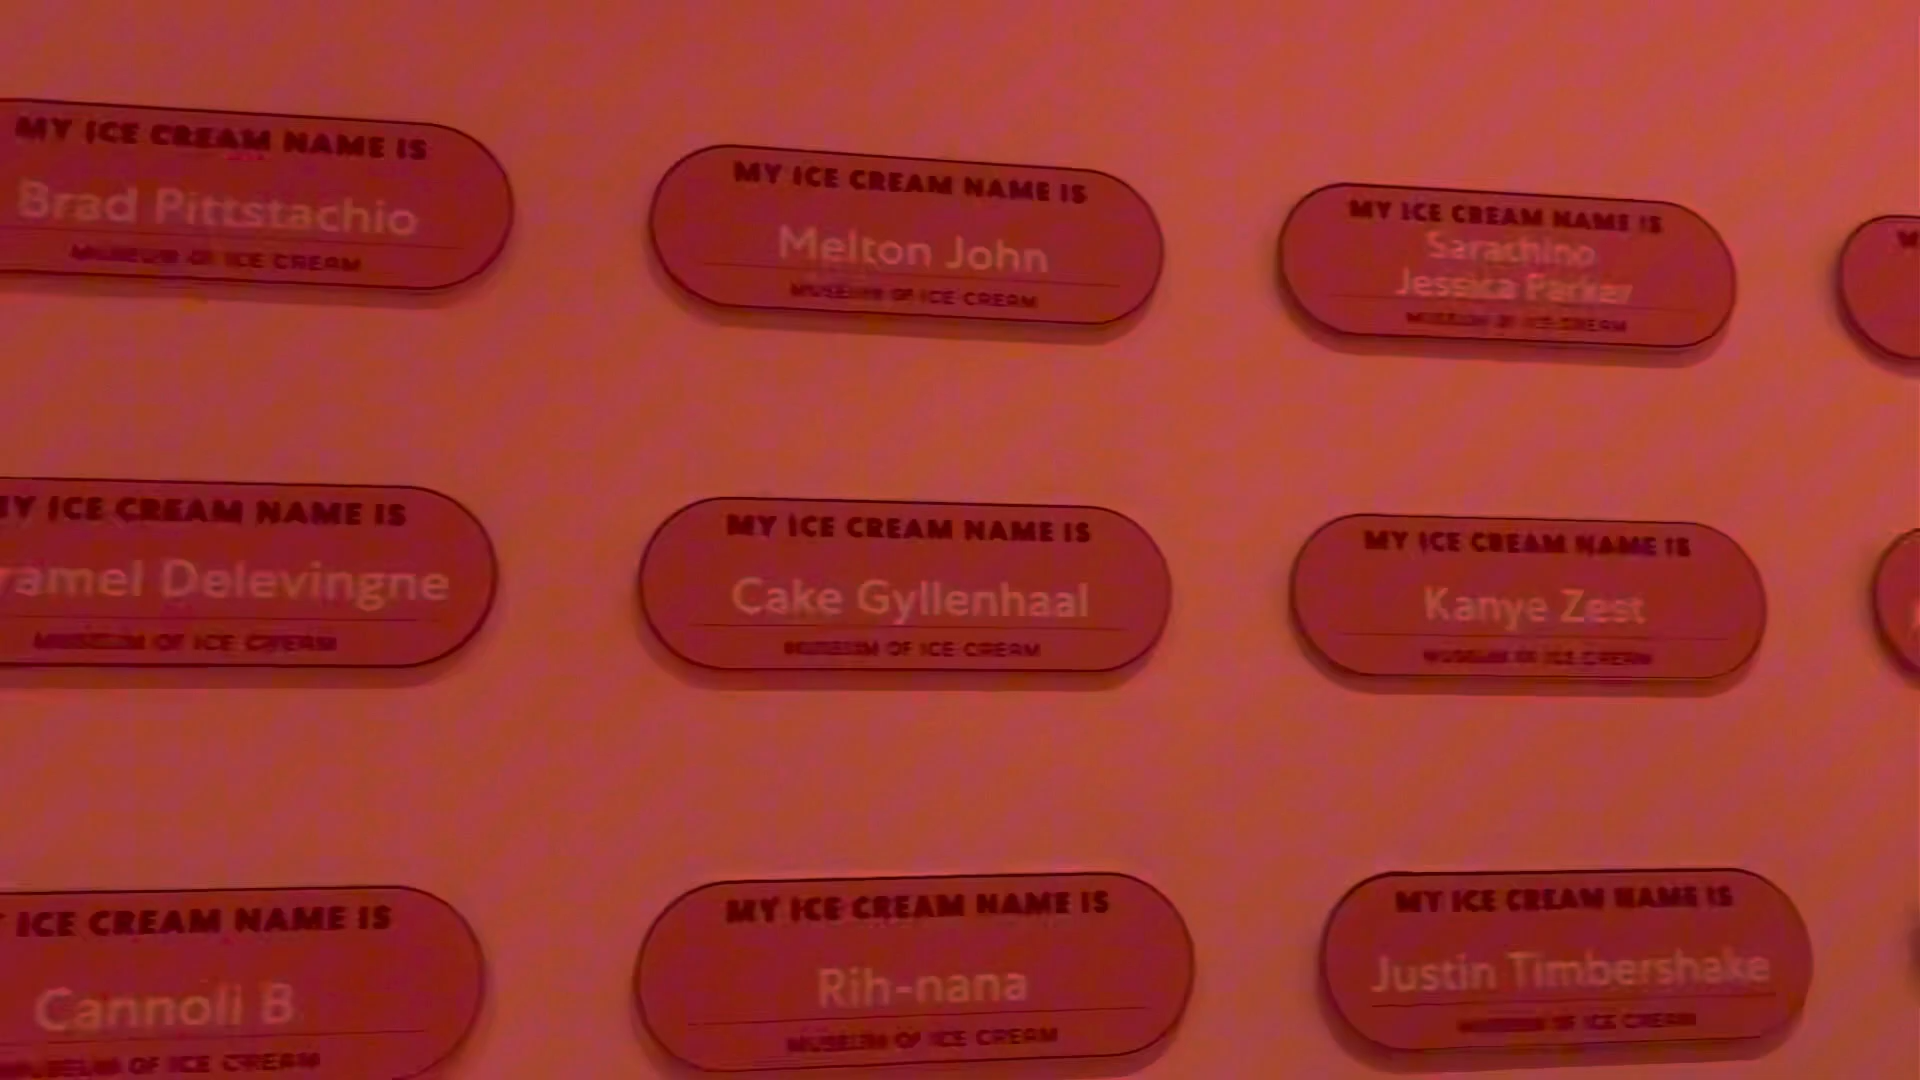 MY ICE CREAM NAME IS
Brad Pittstachio
MUSEUM OF ICE CREAM
MY ICE CREAM NAME IS
Melton John
MUSEUM OF ICE CREAM
MY ICE CREAM NAME IS
Sarachino
Jessica Parker
MUSEUM OF ICE CREAM
MY ICE CREAM NAME IS
ramel Delevingne
MUSEUM OF ICE CREAM
MY ICE CREAM NAME IS
Cake Gyllenhaal
MUSEUM OF ICE CREAM
MY ICE CREAM NAME IS
Kanye Zest
MUSEUM OF ICE CREAM
ICE CREAM NAME IS
Cannoli B
MUSEUM OF ICE CREAM
MY ICE CREAM NAME IS
Rih-nana
MUSEUM OF ICE CREAM
MY ICE CREAM NAME IS
Justin Timbershake
MUSEUM OF ICE CREAM